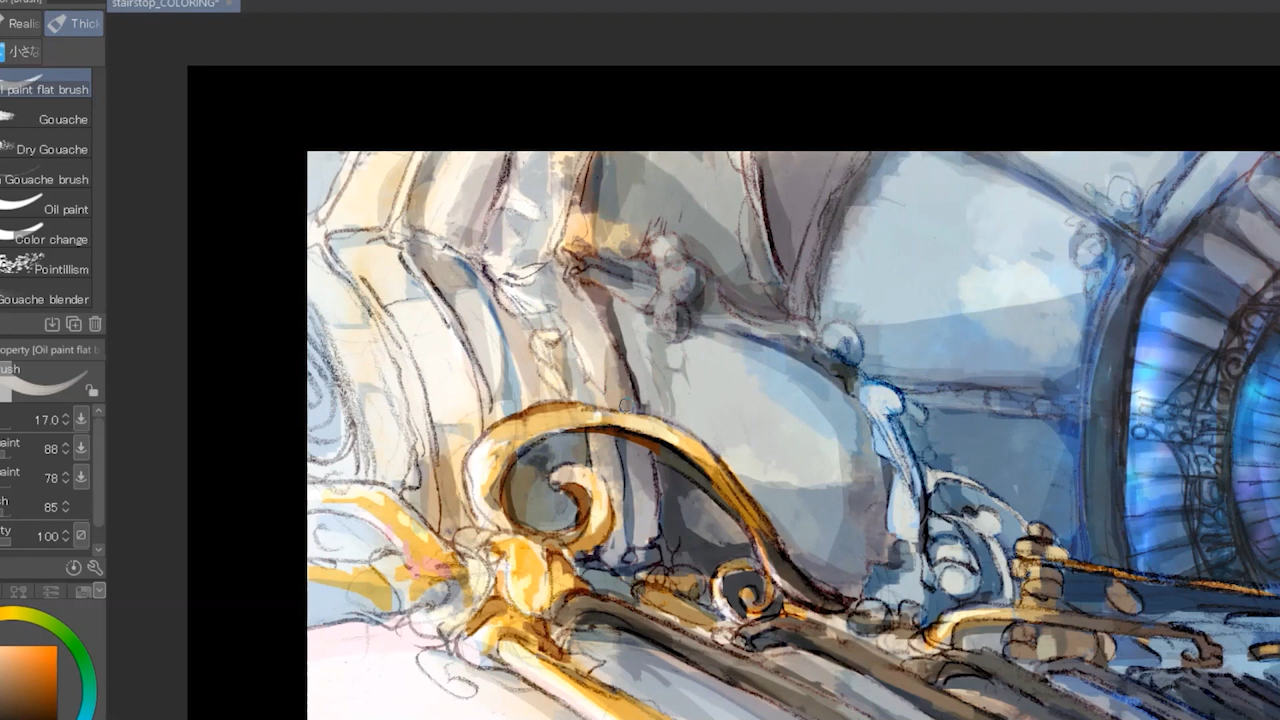 stairstop_COLORING*
Realis
Thick
小さな
l paint flat brush
Gouache
Dry Gouache
Gouache brush
Oil paint
Color change
Pointillism
Gouache blender
operty [Oil paint flat b
ush
17.0
aint 88
aint 78
sh 85
ty 100